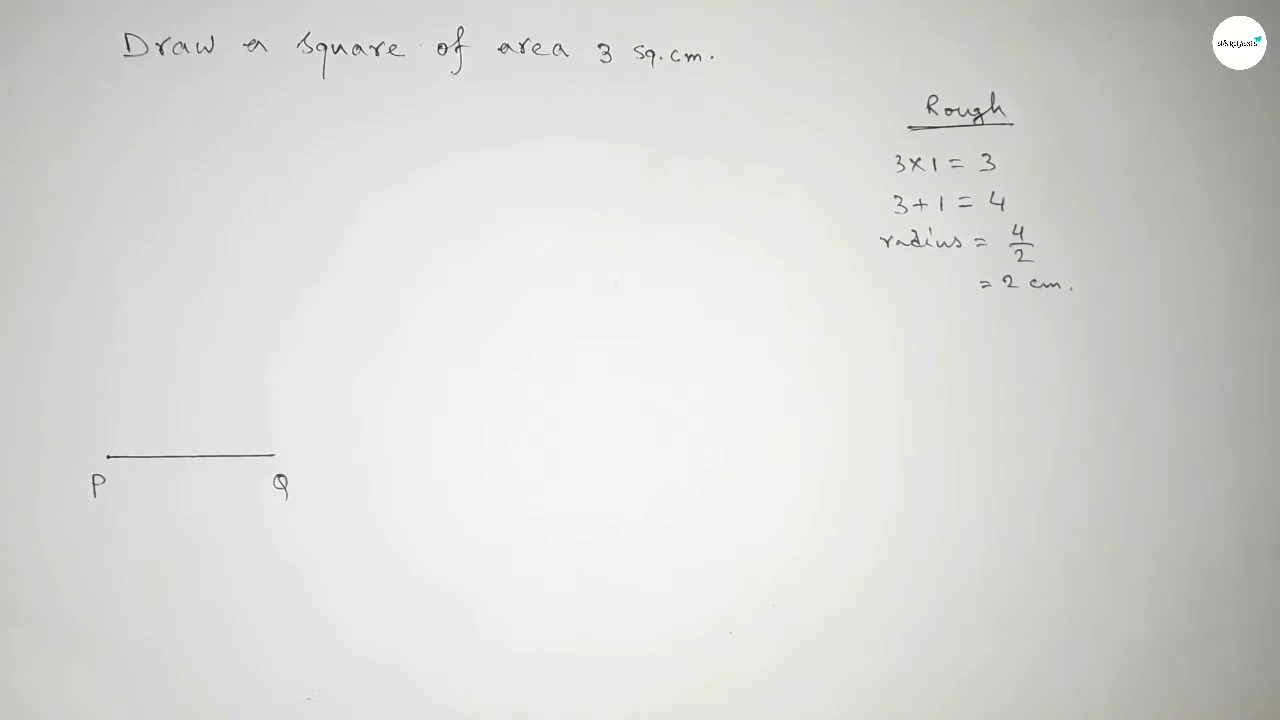 Draw a square of area 3 sq.cm.
Rough
3×1 = 3
3+1 = 4
radius = 4/2
= 2 cm.
P Q